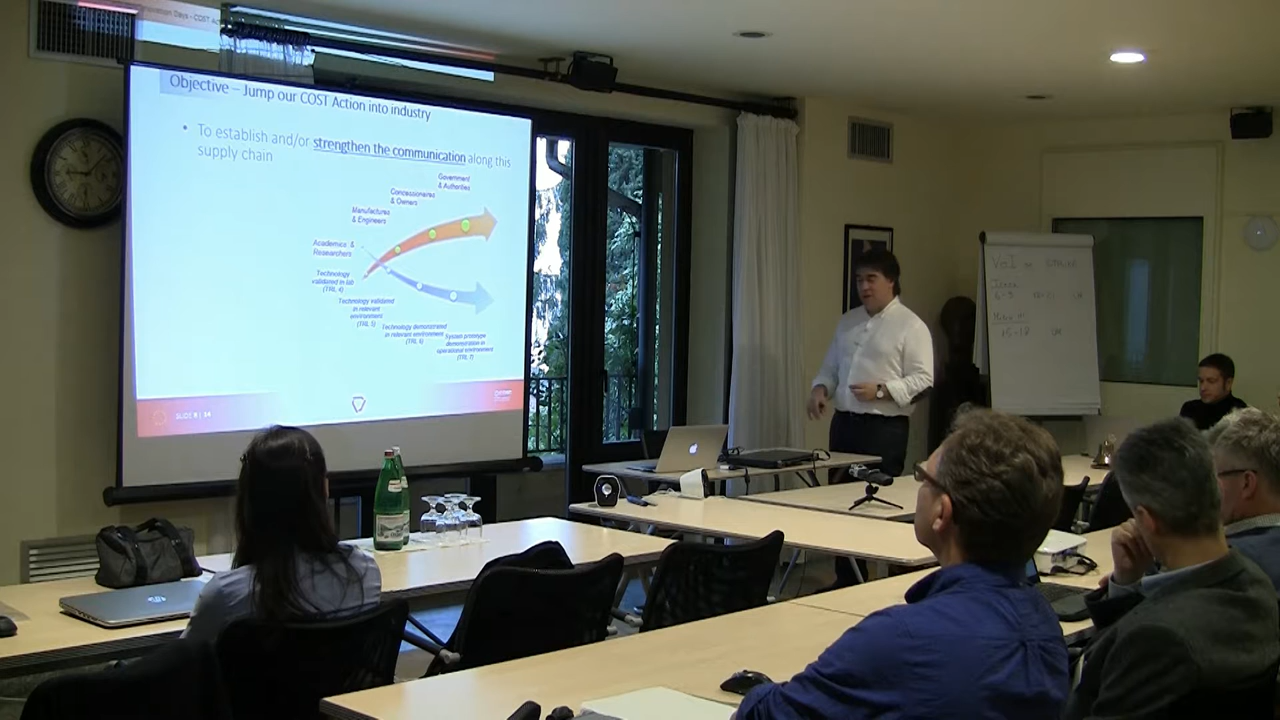 Objective – Jump our COST Action into industry
• To establish and/or strengthen the communication along this
supply chain
Government
& Authorities
Concessionaires
& Owners
Manufactures
& Engineers
Academics &
Researchers
Technology
validated in lab
(TRL 4)
Technology validated
in relevant
environment
(TRL 5)
Technology demonstrated
in relevant environment
(TRL 6)
System prototype
demonstration in
operational environment
(TRL 7)
VoI
hp